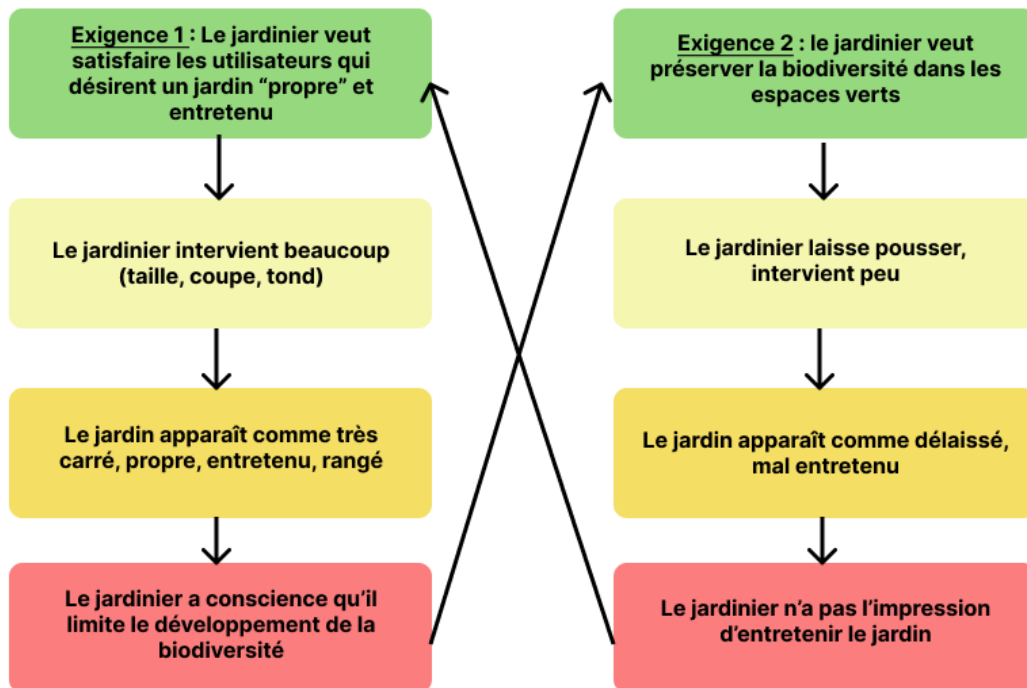 Exigence 1 : Le jardinier veut
satisfaire les utilisateurs qui
désirent un jardin “propre” et
entretenu
Le jardinier intervient beaucoup
(taille, coupe, tond)
Le jardin apparaît comme très
carré, propre, entretenu, rangé
Le jardinier a conscience qu’il
limite le développement de la
biodiversité
Exigence 2 : le jardinier veut
préserver la biodiversité dans les
espaces verts
Le jardinier laisse pousser,
intervient peu
Le jardin apparaît comme délaissé,
mal entretenu
Le jardinier n’a pas l’impression
d’entretenir le jardin